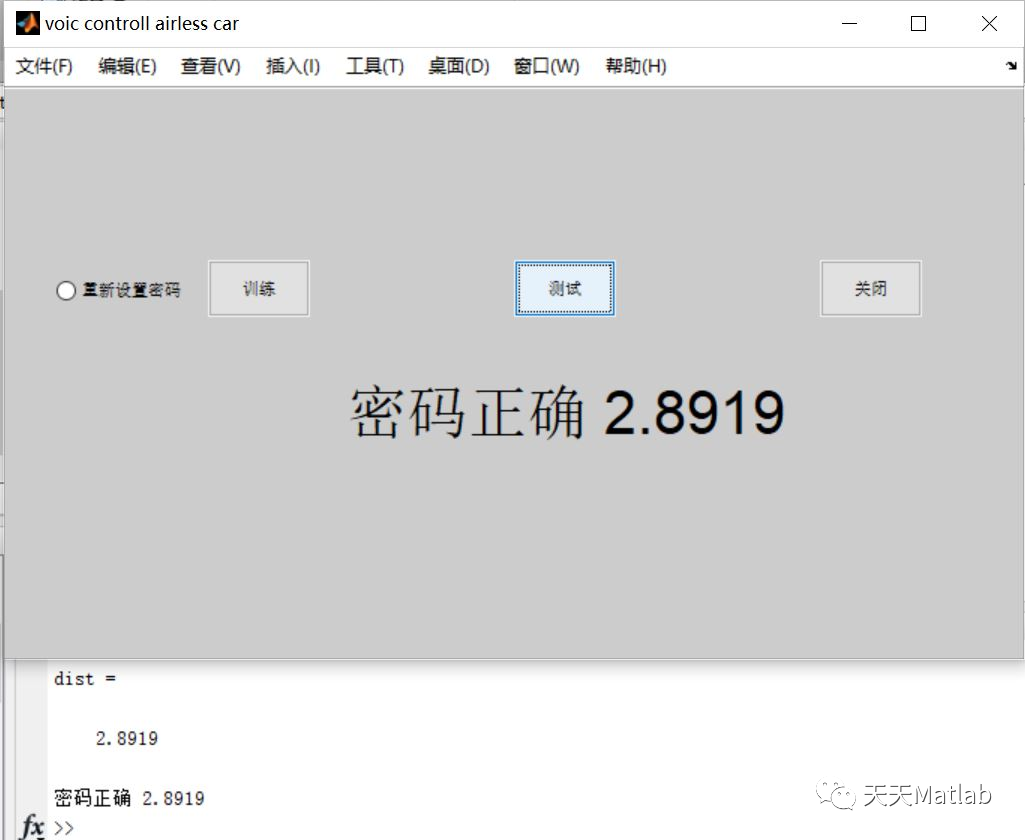 voic controll airless car
文件(F) 编辑(E) 查看(V) 插入(I) 工具(T) 桌面(D) 窗口(W) 帮助(H)
重新设置密码 训练 测试 关闭
密码正确 2.8919
dist =
2.8919
密码正确 2.8919
fx >>
天天Matlab